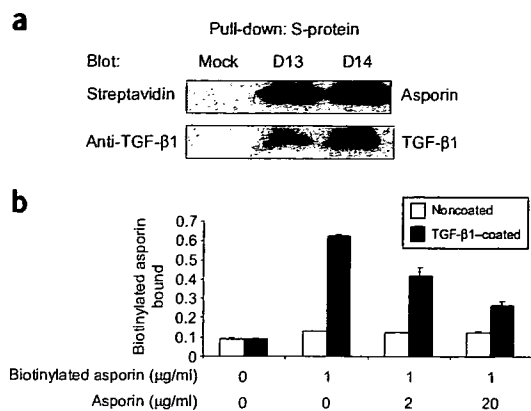 a
Pull-down: S-protein
Blot: Mock D13 D14
Streptavidin Asporin
Anti-TGF-β1 TGF-β1
b
Noncoated
TGF-β1–coated
Biotinylated asporin bound
0.7
0.6
0.5
0.4
0.3
0.2
0.1
0
Biotinylated asporin (μg/ml) 0 1 1 1
Asporin (μg/ml) 0 0 2 20